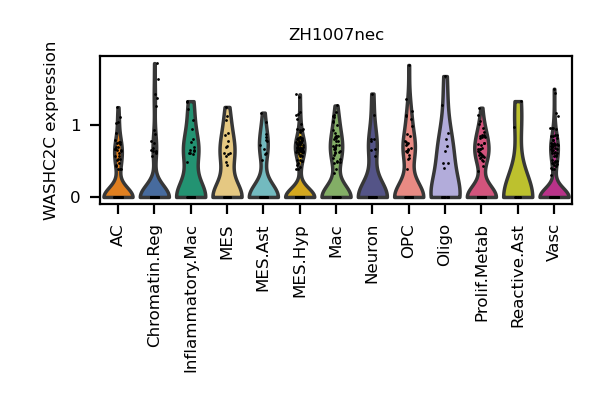 ZH1007nec
WASHC2C expression
1
0
AC
Chromatin.Reg
Inflammatory.Mac
MES
MES.Ast
MES.Hyp
Mac
Neuron
OPC
Oligo
Prolif.Metab
Reactive.Ast
Vasc